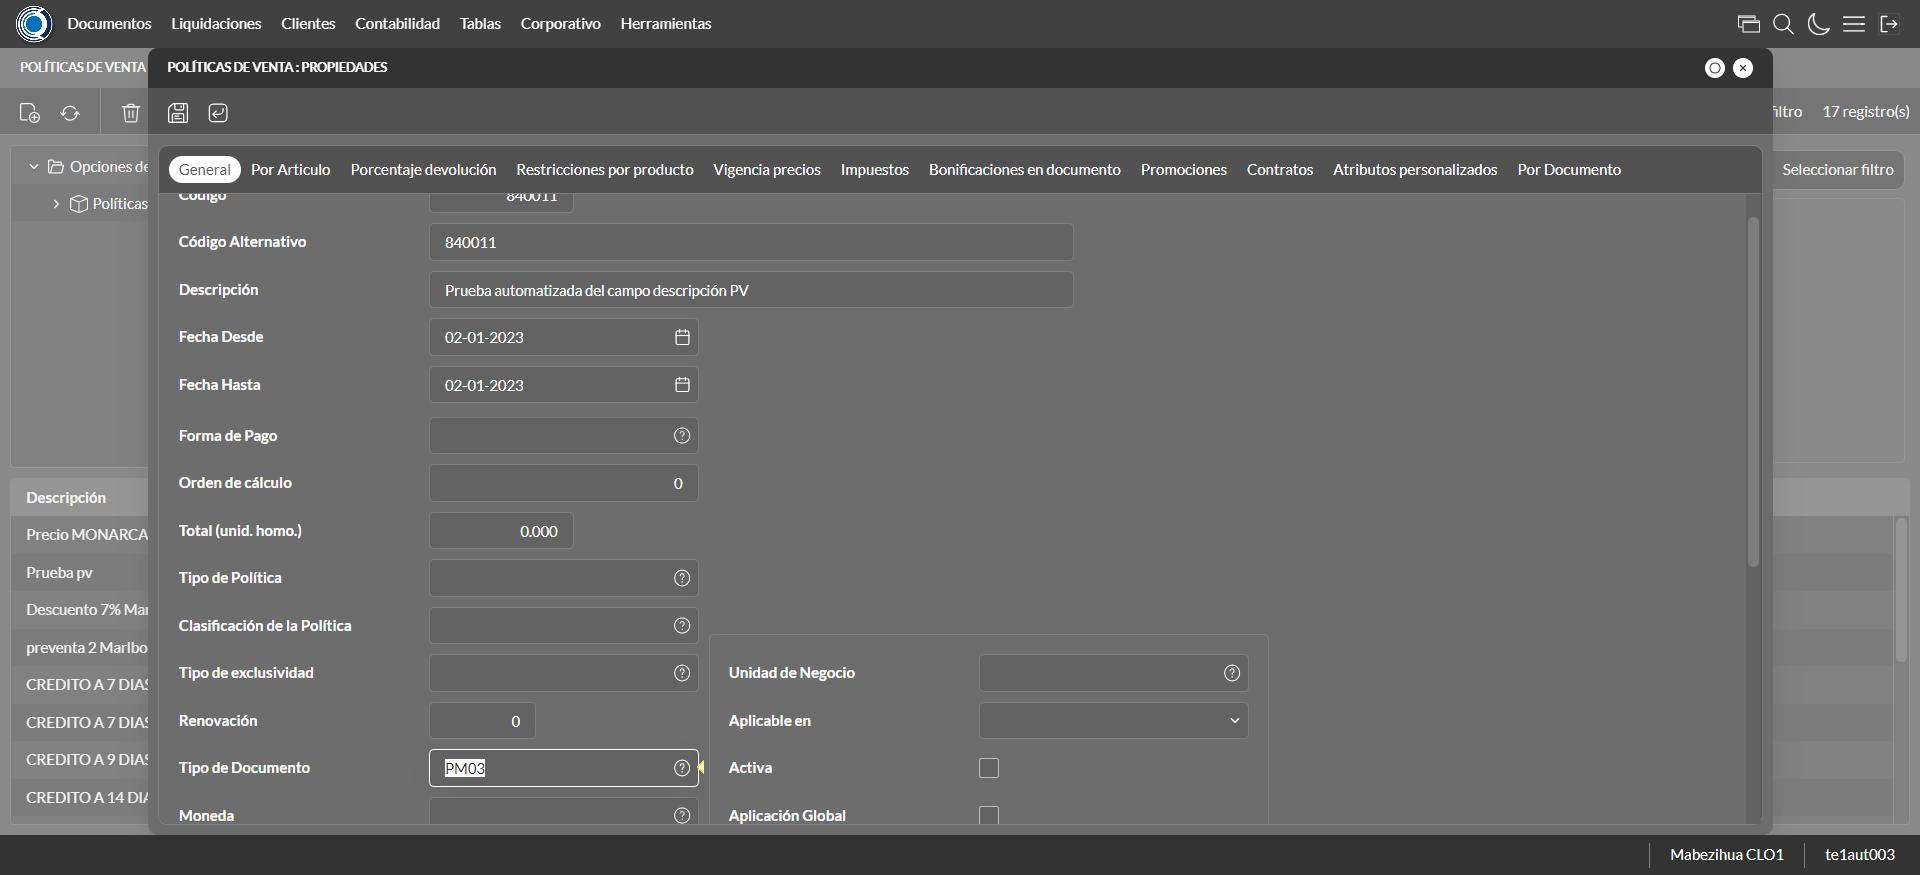 Documentos Liquidaciones Clientes Contabilidad Tablas Corporativo Herramientas
POLÍTICAS DE VENTA
POLÍTICAS DE VENTA : PROPIEDADES
filtro 17 registro(s)
Opciones de
Políticas
Seleccionar filtro
General Por Articulo Porcentaje devolución Restricciones por producto Vigencia precios Impuestos Bonificaciones en documento Promociones Contratos Atributos personalizados Por Documento
Código 840011
Código Alternativo 840011
Descripción Prueba automatizada del campo descripción PV
Fecha Desde 02-01-2023
Fecha Hasta 02-01-2023
Forma de Pago
Orden de cálculo 0
Total (unid. homo.) 0.000
Tipo de Política
Clasificación de la Política
Tipo de exclusividad Unidad de Negocio
Renovación 0 Aplicable en
Tipo de Documento PM03 Activa
Moneda Aplicación Global
Descripción
Precio MONARCA
Prueba pv
Descuento 7% Mar
preventa 2 Marlbo
CREDITO A 7 DIAS
CREDITO A 7 DIAS
CREDITO A 9 DIAS
CREDITO A 14 DIA
Mabezihua CLO1 te1aut003